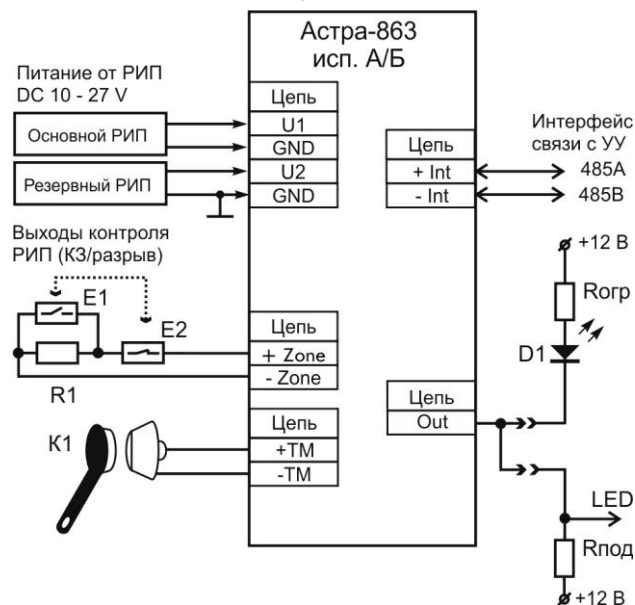 Астра-863
исп. А/Б
Питание от РИП
DC 10 - 27 V
Основной РИП
Резервный РИП
Цепь
U1
GND
U2
GND
Цепь
+ Int
- Int
Интерфейс
связи с УУ
485A
485B
Выходы контроля
РИП (КЗ/разрыв)
E1
E2
R1
Цепь
+ Zone
- Zone
Цепь
+TM
-TM
К1
Цепь
Out
+12 В
Rогр
D1
LED
Rпод
+12 В